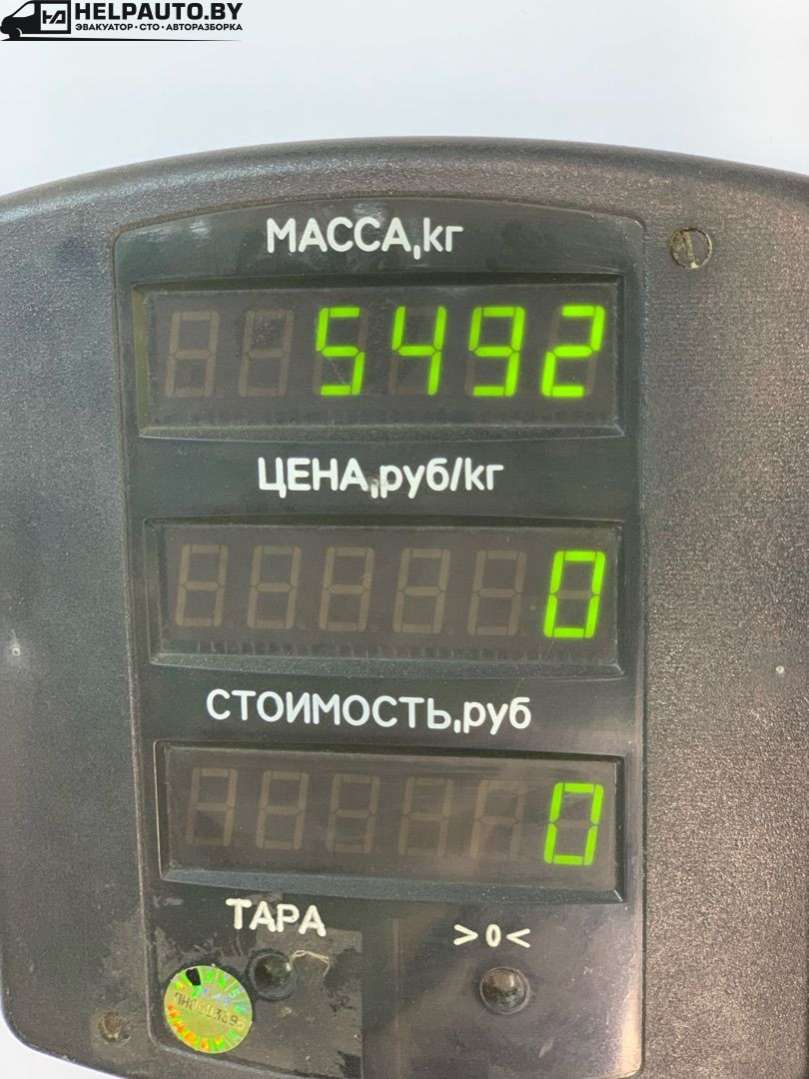 HELPAUTO.BY
ЭВАКУАТОР • СТО • АВТОРАЗБОРКА
МАССА,кг
5492
ЦЕНА,руб/кг
0
СТОИМОСТЬ,руб
0
ТАРА >0<